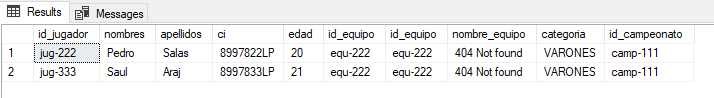 Results Messages
id_jugador nombres apellidos ci edad id_equipo id_equipo nombre_equipo categoria id_campeonato
1 jug-222 Pedro Salas 8997822LP 20 equ-222 equ-222 404 Not found VARONES camp-111
2 jug-333 Saul Araj 8997833LP 21 equ-222 equ-222 404 Not found VARONES camp-111